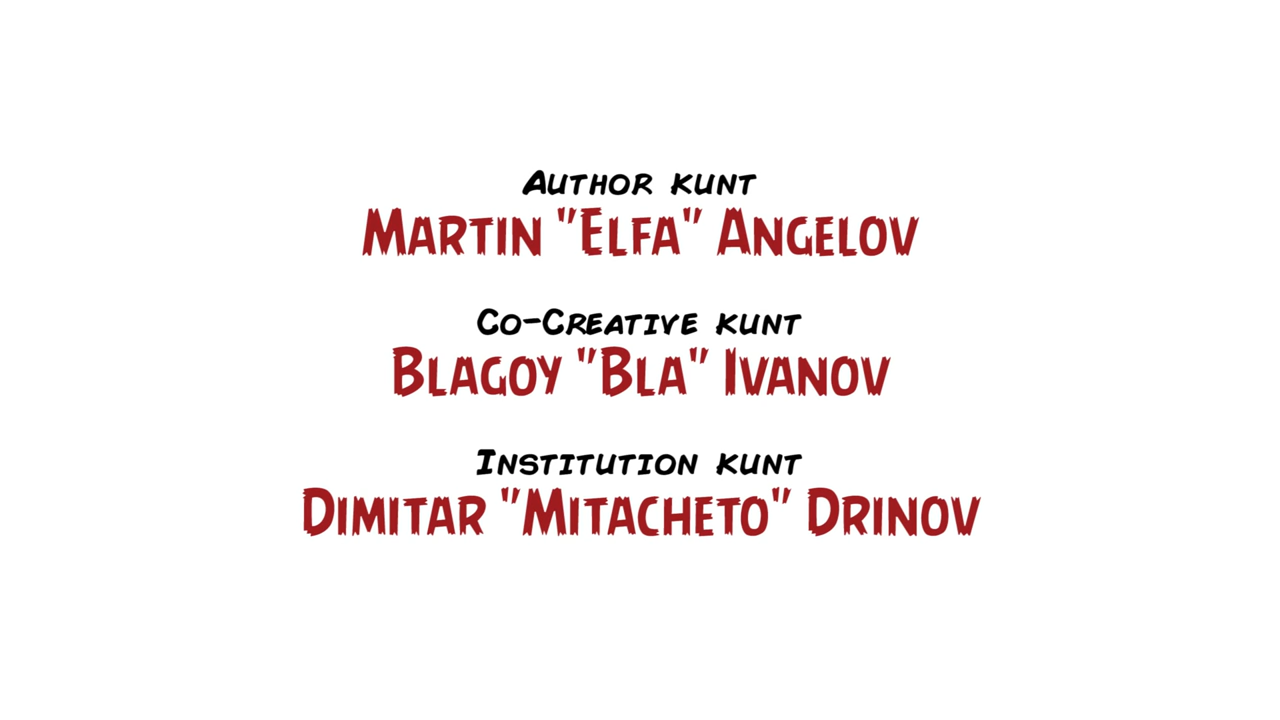 Author kunt
Martin "Elfa" Angelov
Co-Creative kunt
Blagoy "Bla" Ivanov
Institution kunt
Dimitar "Mitacheto" Drinov